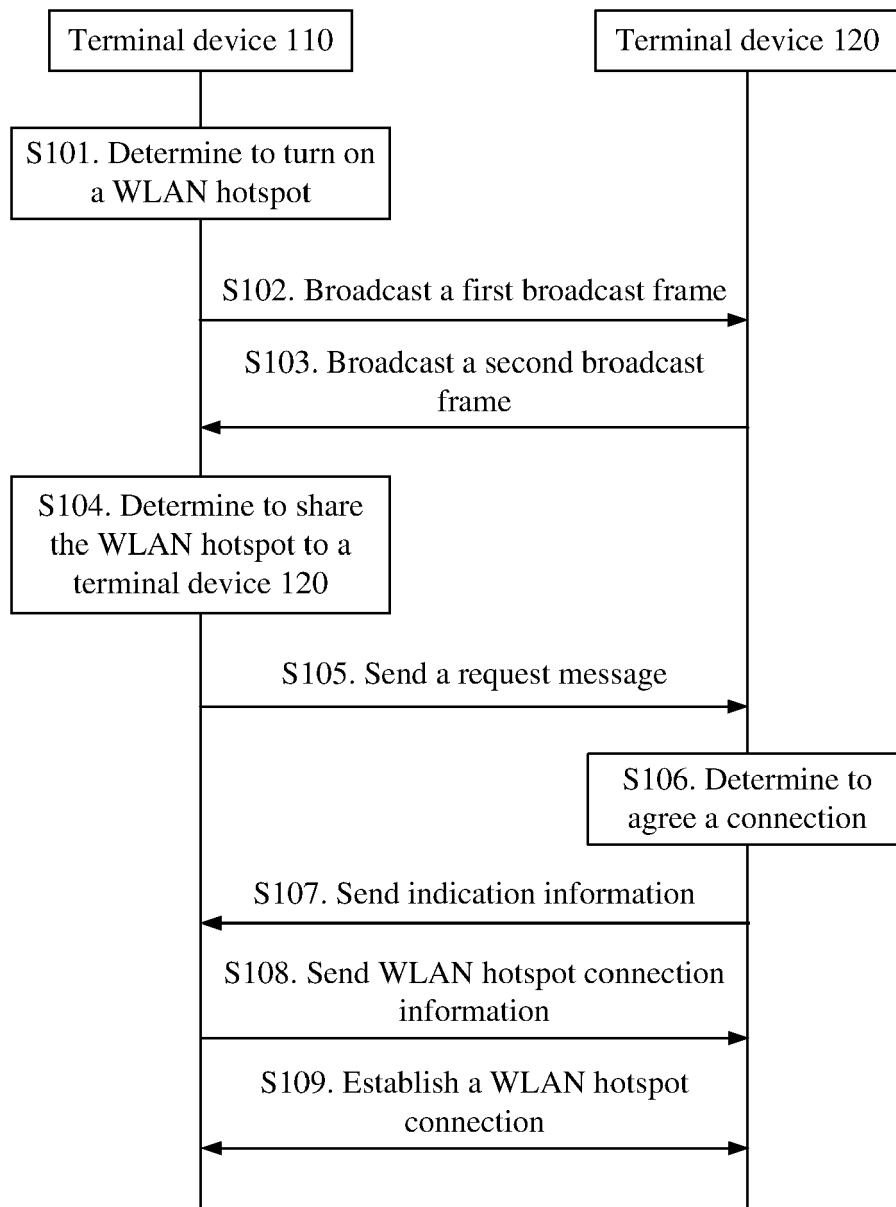 Terminal device 110
Terminal device 120
S101. Determine to turn on
a WLAN hotspot
S102. Broadcast a first broadcast frame
S103. Broadcast a second broadcast
frame
S104. Determine to share
the WLAN hotspot to a
terminal device 120
S105. Send a request message
S106. Determine to
agree a connection
S107. Send indication information
S108. Send WLAN hotspot connection
information
S109. Establish a WLAN hotspot
connection